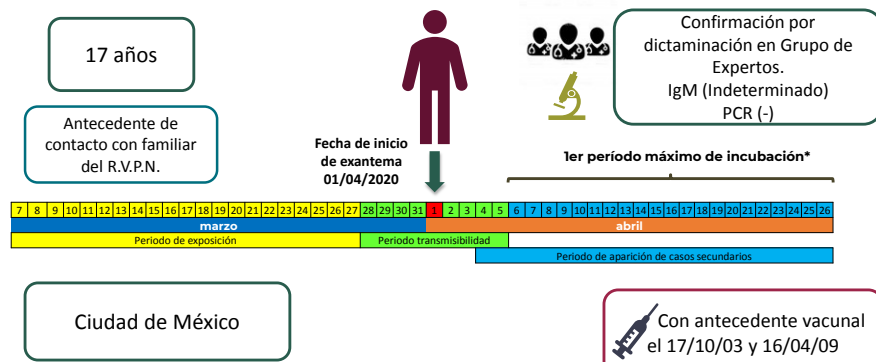 17 años
Confirmación por
dictaminación en Grupo de
Expertos.
IgM (Indeterminado)
PCR (-)
Antecedente de
contacto con familiar
del R.V.P.N.
Fecha de inicio
de exantema
01/04/2020
1er período máximo de incubación*
7 8 9 10 11 12 13 14 15 16 17 18 19 20 21 22 23 24 25 26 27 28 29 30 31 1 2 3 4 5 6 7 8 9 10 11 12 13 14 15 16 17 18 19 20 21 22 23 24 25 26
marzo abril
Periodo de exposición Periodo transmisibilidad
Periodo de aparición de casos secundarios
Ciudad de México
Con antecedente vacunal
el 17/10/03 y 16/04/09